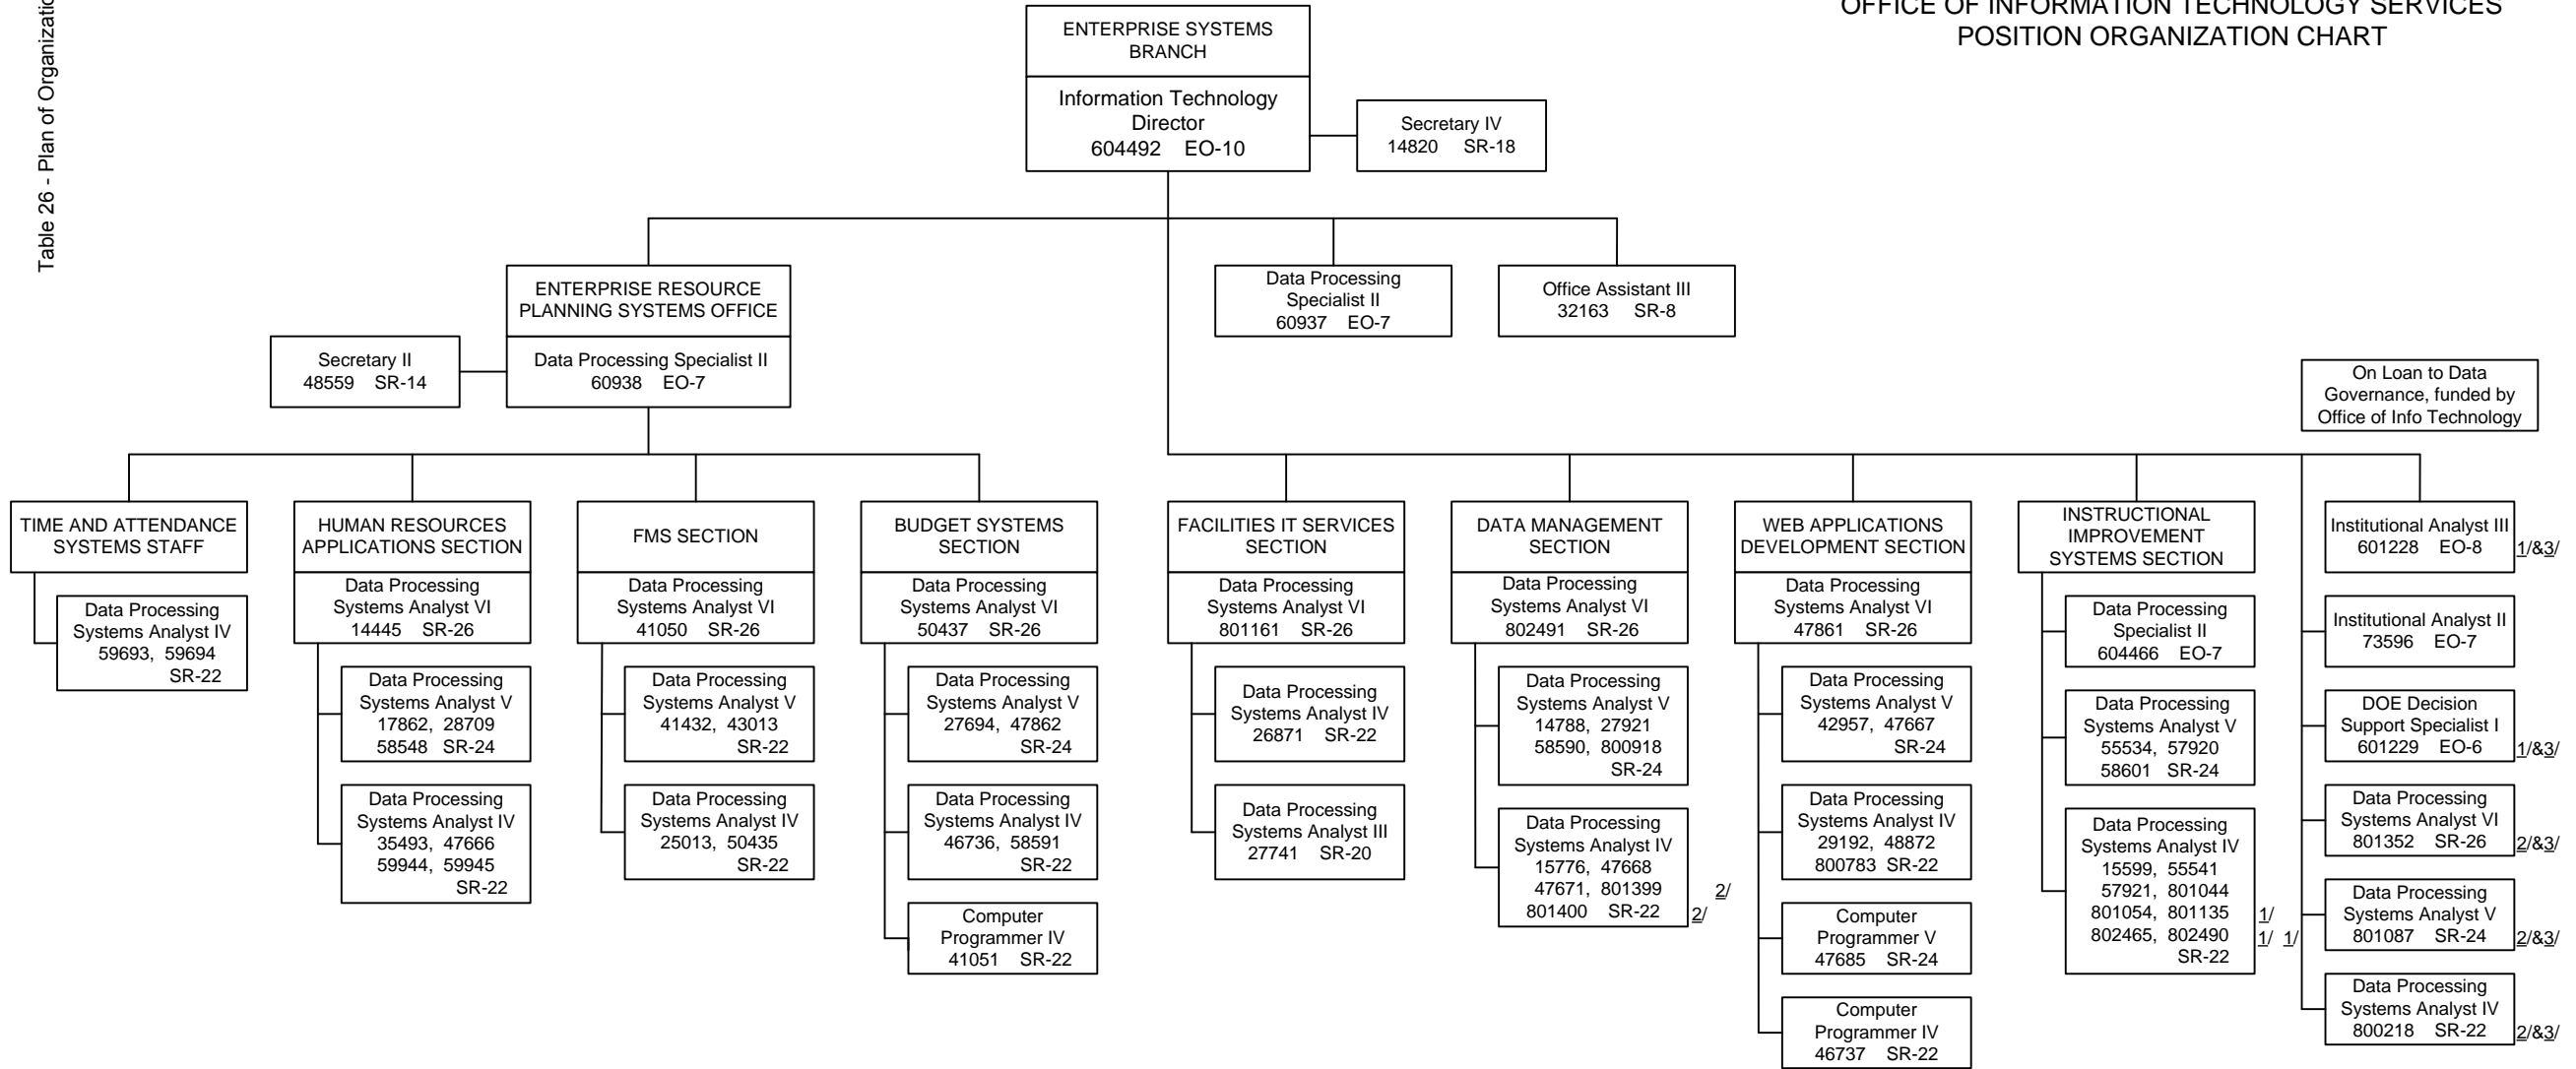 Table 26 - Plan of Organizatio
OFFICE OF INFORMATION TECHNOLOGY SERVICES
POSITION ORGANIZATION CHART
ENTERPRISE SYSTEMS
BRANCH
Information Technology
Director
604492 EO-10
Secretary IV
14820 SR-18
ENTERPRISE RESOURCE
PLANNING SYSTEMS OFFICE
Data Processing Specialist II
60938 EO-7
Secretary II
48559 SR-14
Data Processing
Specialist II
60937 EO-7
Office Assistant III
32163 SR-8
On Loan to Data
Governance, funded by
Office of Info Technology
TIME AND ATTENDANCE
SYSTEMS STAFF
Data Processing
Systems Analyst IV
59693, 59694
SR-22
HUMAN RESOURCES
APPLICATIONS SECTION
Data Processing
Systems Analyst VI
14445 SR-26
Data Processing
Systems Analyst V
17862, 28709
58548 SR-24
Data Processing
Systems Analyst IV
35493, 47666
59944, 59945
SR-22
FMS SECTION
Data Processing
Systems Analyst VI
41050 SR-26
Data Processing
Systems Analyst V
41432, 43013
SR-22
Data Processing
Systems Analyst IV
25013, 50435
SR-22
BUDGET SYSTEMS
SECTION
Data Processing
Systems Analyst VI
50437 SR-26
Data Processing
Systems Analyst V
27694, 47862
SR-24
Data Processing
Systems Analyst IV
46736, 58591
SR-22
Computer
Programmer IV
41051 SR-22
FACILITIES IT SERVICES
SECTION
Data Processing
Systems Analyst VI
801161 SR-26
Data Processing
Systems Analyst IV
26871 SR-22
Data Processing
Systems Analyst III
27741 SR-20
DATA MANAGEMENT
SECTION
Data Processing
Systems Analyst VI
802491 SR-26
Data Processing
Systems Analyst V
14788, 27921
58590, 800918
SR-24
Data Processing
Systems Analyst IV
15776, 47668
47671, 801399 2/
801400 SR-22 2/
WEB APPLICATIONS
DEVELOPMENT SECTION
Data Processing
Systems Analyst VI
47861 SR-26
Data Processing
Systems Analyst V
42957, 47667
SR-24
Data Processing
Systems Analyst IV
29192, 48872
800783 SR-22
Computer
Programmer V
47685 SR-24
Computer
Programmer IV
46737 SR-22
INSTRUCTIONAL
IMPROVEMENT
SYSTEMS SECTION
Data Processing
Specialist II
604466 EO-7
Data Processing
Systems Analyst V
55534, 57920
58601 SR-24
Data Processing
Systems Analyst IV
15599, 55541
57921, 801044
801054, 801135 1/
802465, 802490 1/ 1/
SR-22
Institutional Analyst III
601228 EO-8 1/&3/
Institutional Analyst II
73596 EO-7
DOE Decision
Support Specialist I
601229 EO-6 1/&3/
Data Processing
Systems Analyst VI
801352 SR-26 2/&3/
Data Processing
Systems Analyst V
801087 SR-24 2/&3/
Data Processing
Systems Analyst IV
800218 SR-22 2/&3/